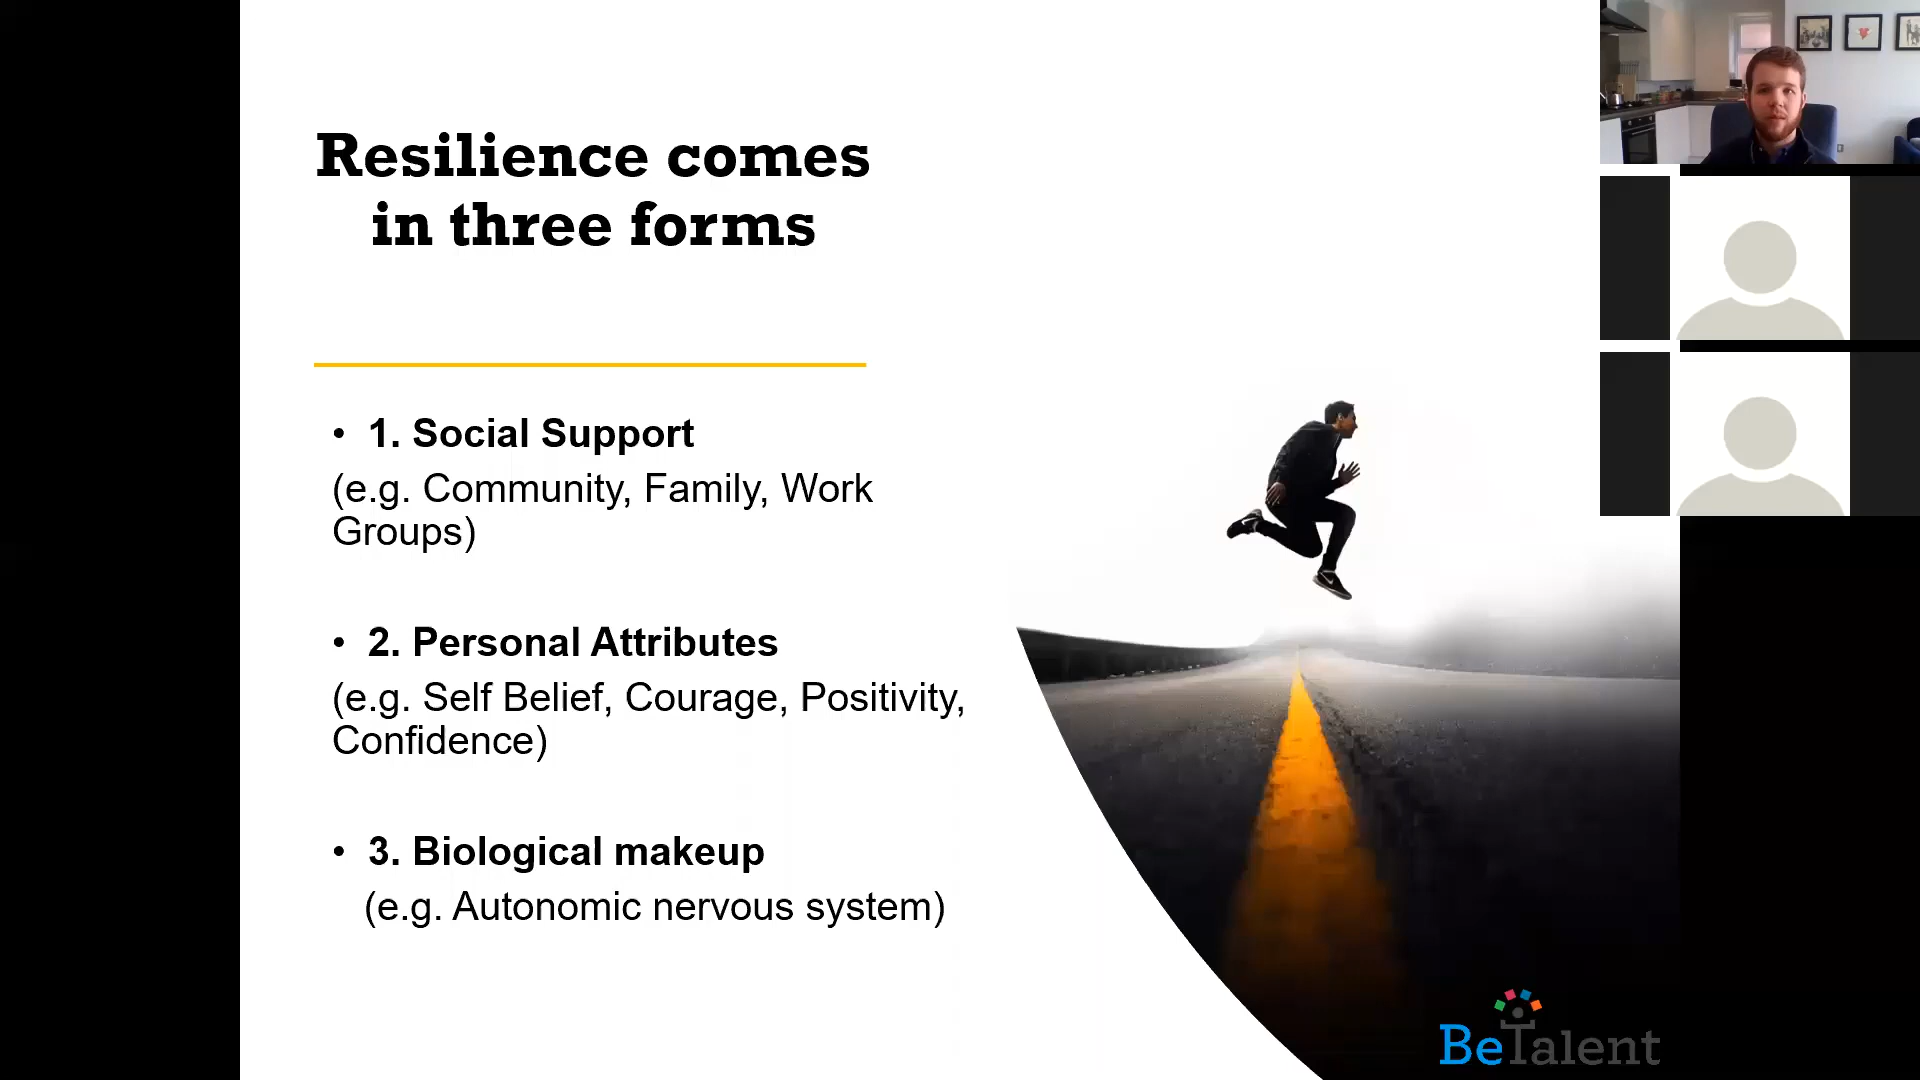 Resilience comes
in three forms
• 1. Social Support
(e.g. Community, Family, Work
Groups)
• 2. Personal Attributes
(e.g. Self Belief, Courage, Positivity,
Confidence)
• 3. Biological makeup
(e.g. Autonomic nervous system)
BeTalent